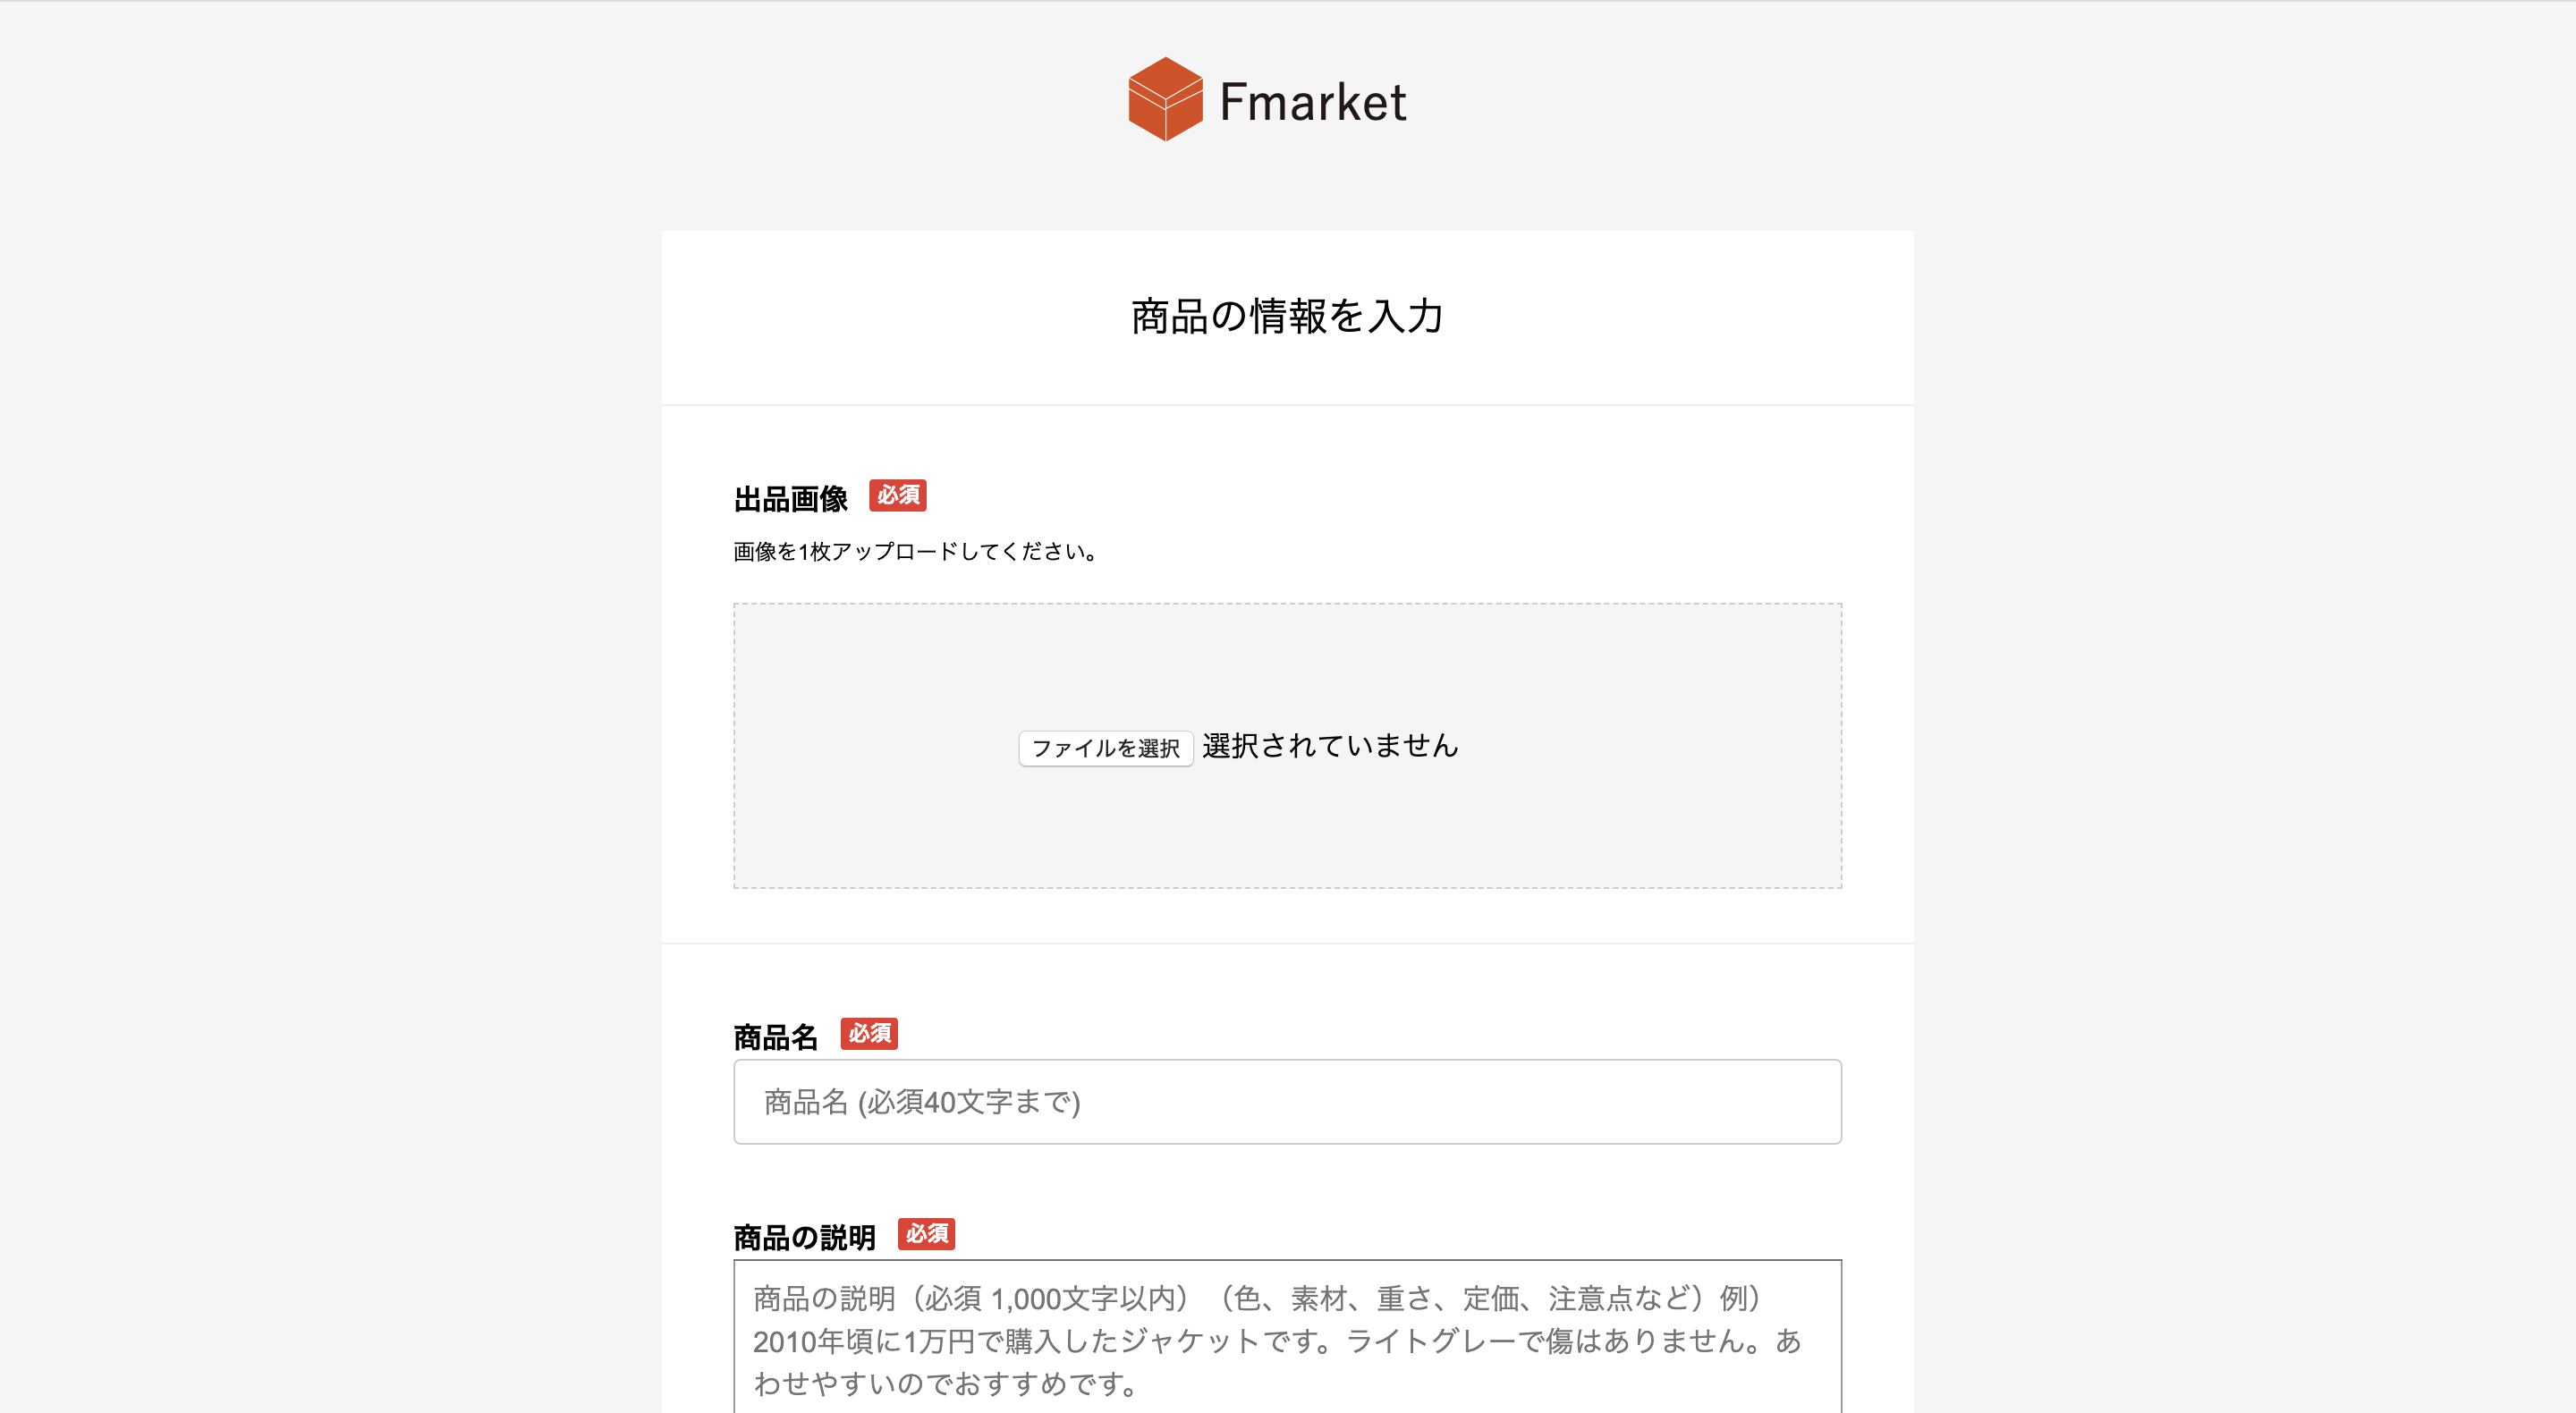 Fmarket
商品の情報を入力
出品画像 必須
画像を1枚アップロードしてください。
ファイルを選択 選択されていません
商品名 必須
商品名 (必須40文字まで)
商品の説明 必須
商品の説明（必須 1,000文字以内）（色、素材、重さ、定価、注意点など）例）
2010年頃に1万円で購入したジャケットです。ライトグレーで傷はありません。あ
わせやすいのでおすすめです。